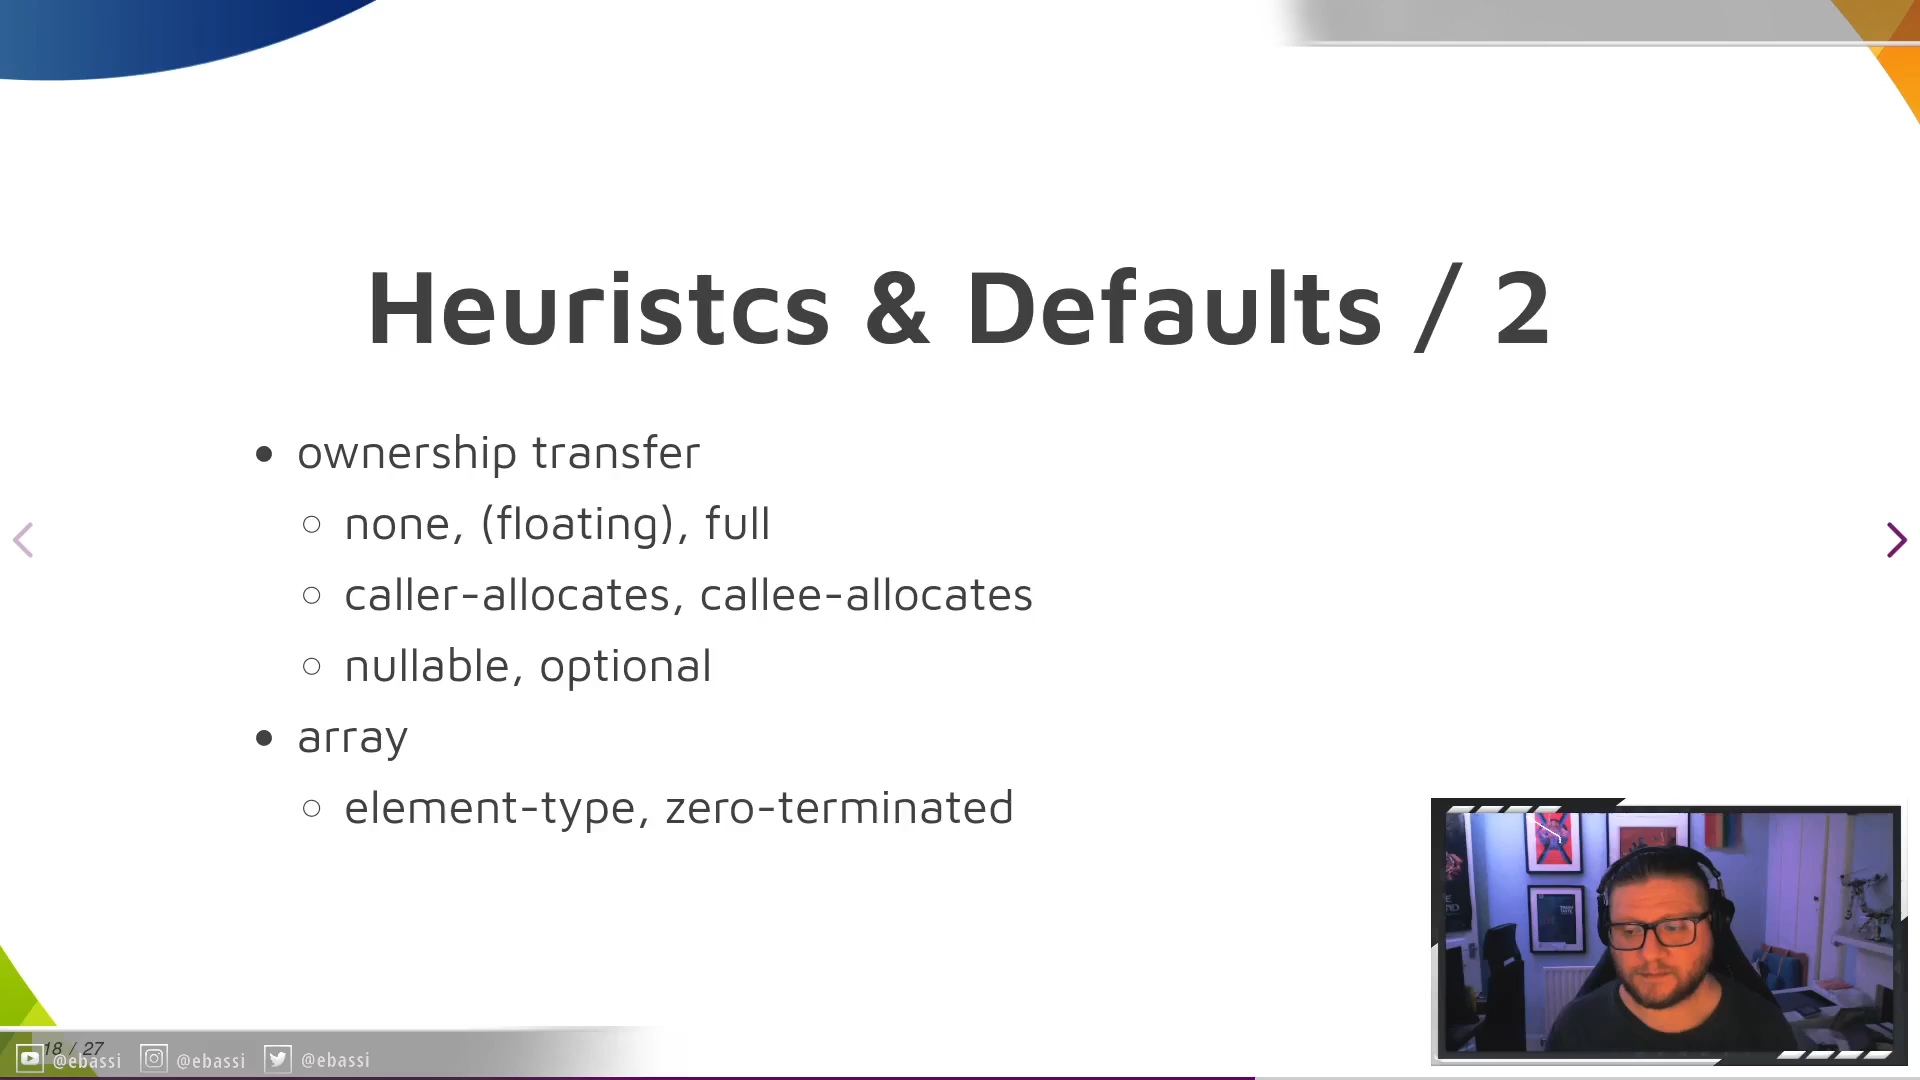 Heuristcs & Defaults / 2
ownership transfer
none, (floating), full
caller-allocates, callee-allocates
nullable, optional
array
element-type, zero-terminated
18 / 27
@ebassi @ebassi @ebassi